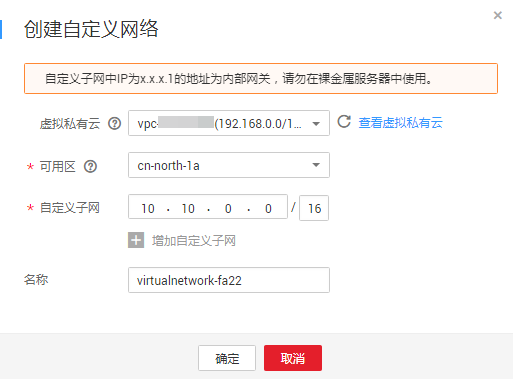 创建自定义网络
自定义子网中IP为x.x.x.1的地址为内部网关，请勿在裸金属服务器中使用。
虚拟私有云 ? vpc- (192.168.0.0/1... 查看虚拟私有云
* 可用区 ? cn-north-1a
* 自定义子网 10 . 10 . 0 . 0 / 16
增加自定义子网
名称 virtualnetwork-fa22
确定 取消